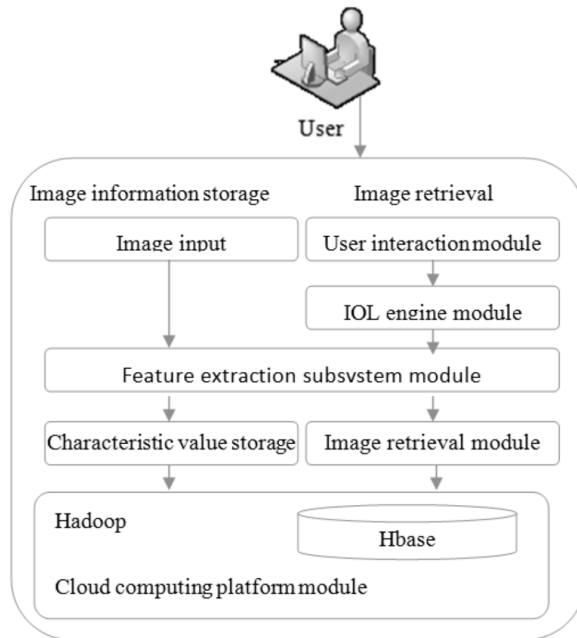 User
Image information storage
Image retrieval
Image input
User interaction module
IOL engine module
Feature extraction subsystem module
Characteristic value storage
Image retrieval module
Hadoop
Hbase
Cloud computing platform module